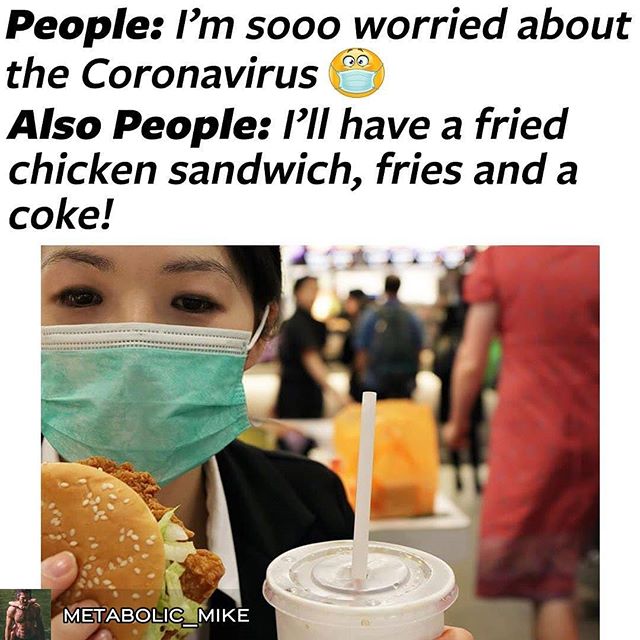 People: I'm sooo worried about
the Coronavirus
Also People: I'll have a fried
chicken sandwich, fries and a
coke!
METABOLIC_MIKE